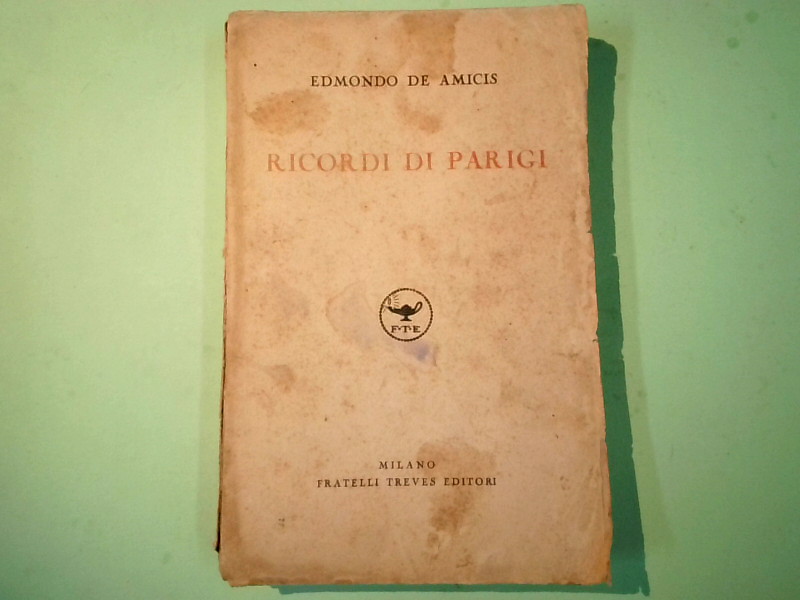 EDMONDO DE AMICIS
RICORDI DI PARIGI
F·T·E
MILANO
FRATELLI TREVES EDITORI